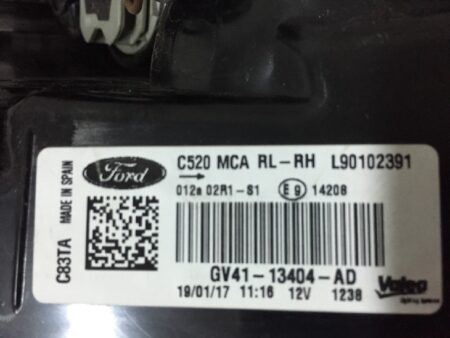 Ford C520 MCA RL-RH L90102391
012a 02R1-S1 E9 14208
MADE IN SPAIN
C83TA
GV41-13404-AD
19/01/17 11:16 12V 1238
Valeo